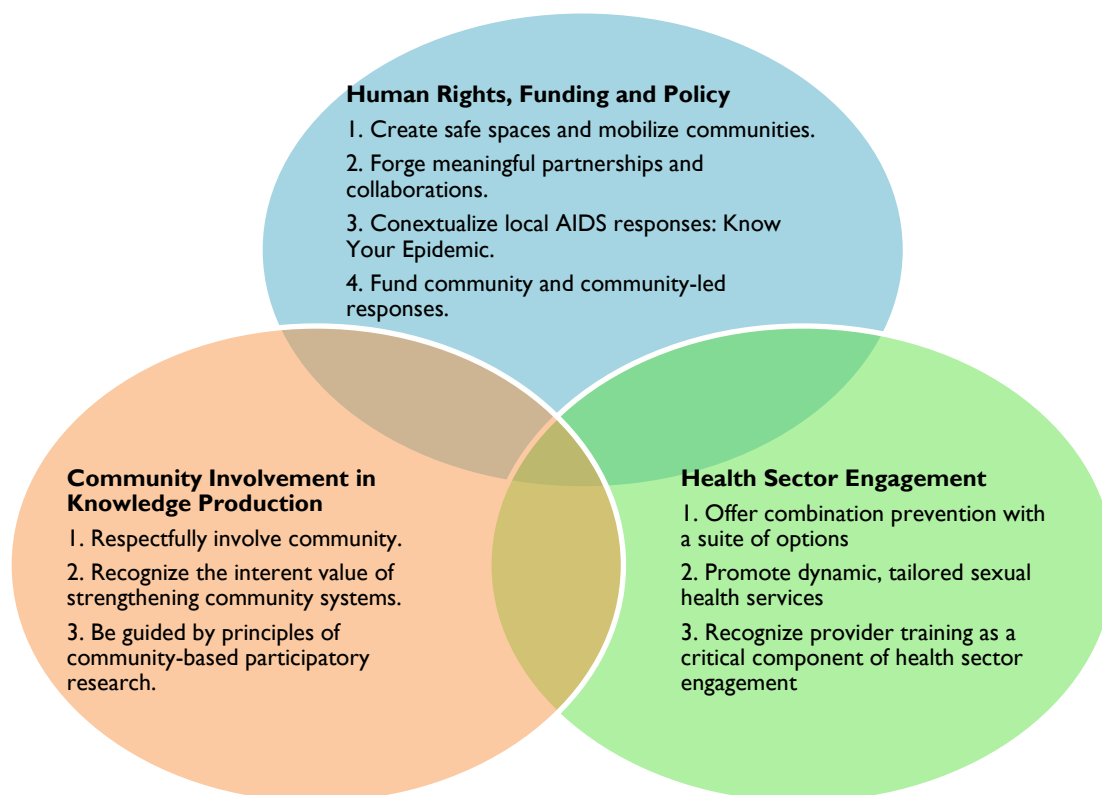 Human Rights, Funding and Policy
1. Create safe spaces and mobilize communities.
2. Forge meaningful partnerships and
collaborations.
3. Conextualize local AIDS responses: Know
Your Epidemic.
4. Fund community and community-led
responses.
Community Involvement in
Knowledge Production
1. Respectfully involve community.
2. Recognize the interent value of
strengthening community systems.
3. Be guided by principles of
community-based participatory
research.
Health Sector Engagement
1. Offer combination prevention with
a suite of options
2. Promote dynamic, tailored sexual
health services
3. Recognize provider training as a
critical component of health sector
engagement